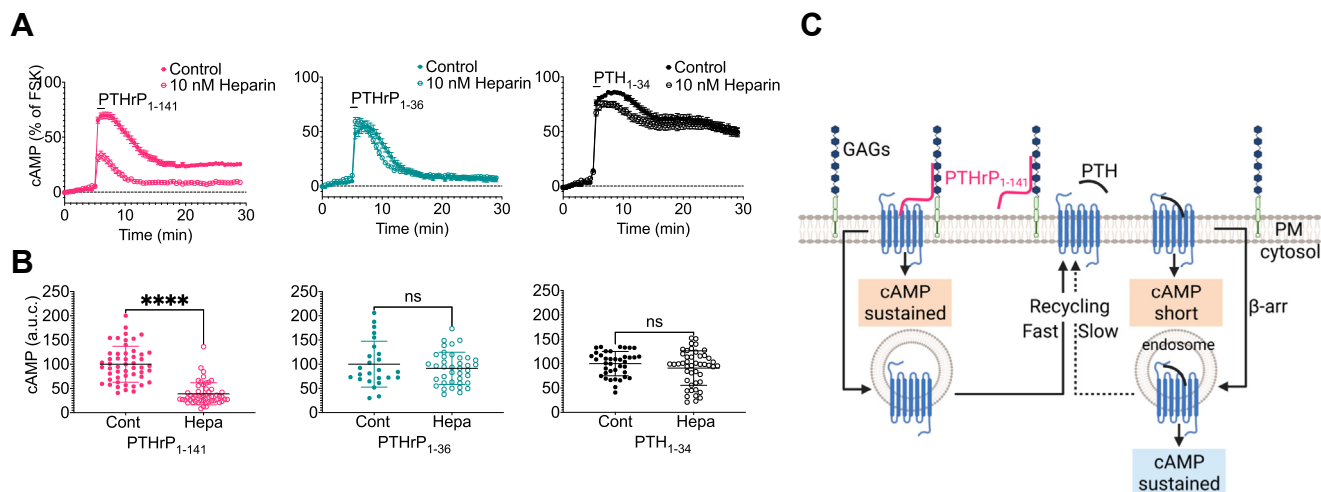 A
cAMP (% of FSK)
100
50
0
Control
10 nM Heparin
PTHrP1-141
0 10 20 30
Time (min)
100
50
0
Control
10 nM Heparin
PTHrP1-36
0 10 20 30
Time (min)
100
50
0
Control
10 nM Heparin
PTH1-34
0 10 20 30
Time (min)
B
cAMP (a.u.c.)
250
200
150
100
50
0
****
Cont Hepa
PTHrP1-141
250
200
150
100
50
0
ns
Cont Hepa
PTHrP1-36
250
200
150
100
50
0
ns
Cont Hepa
PTH1-34
C
GAGs
PTHrP1-141
PTH
PM
cytosol
cAMP
sustained
Recycling
Fast
Slow
cAMP
short
β-arr
endosome
cAMP
sustained